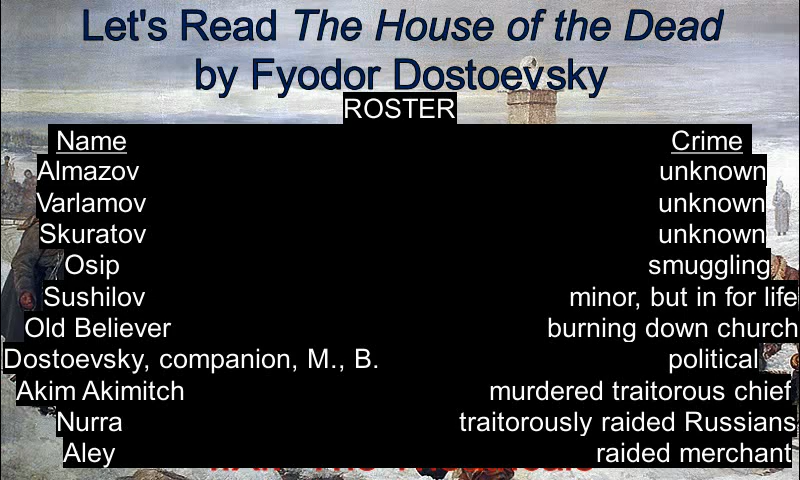 Let's Read The House of the Dead
by Fyodor Dostoevsky
ROSTER
Name Crime
Almazov unknown
Varlamov unknown
Skuratov unknown
Osip smuggling
Sushilov minor, but in for life
Old Believer burning down church
Dostoevsky, companion, M., B. political
Akim Akimitch murdered traitorous chief
Nurra traitorously raided Russians
Aley raided merchant